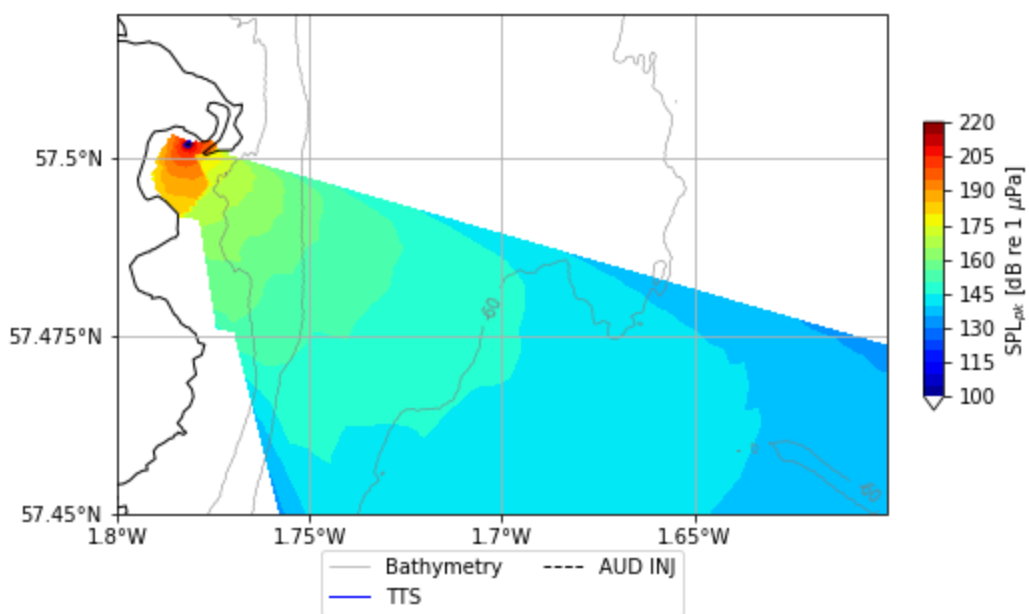 57.5°N
57.475°N
57.45°N
1.8°W 1.75°W 1.7°W 1.65°W
60
60
220
205
190
175
160
145
130
115
100
SPLpk [dB re 1 μPa]
Bathymetry
AUD INJ
TTS